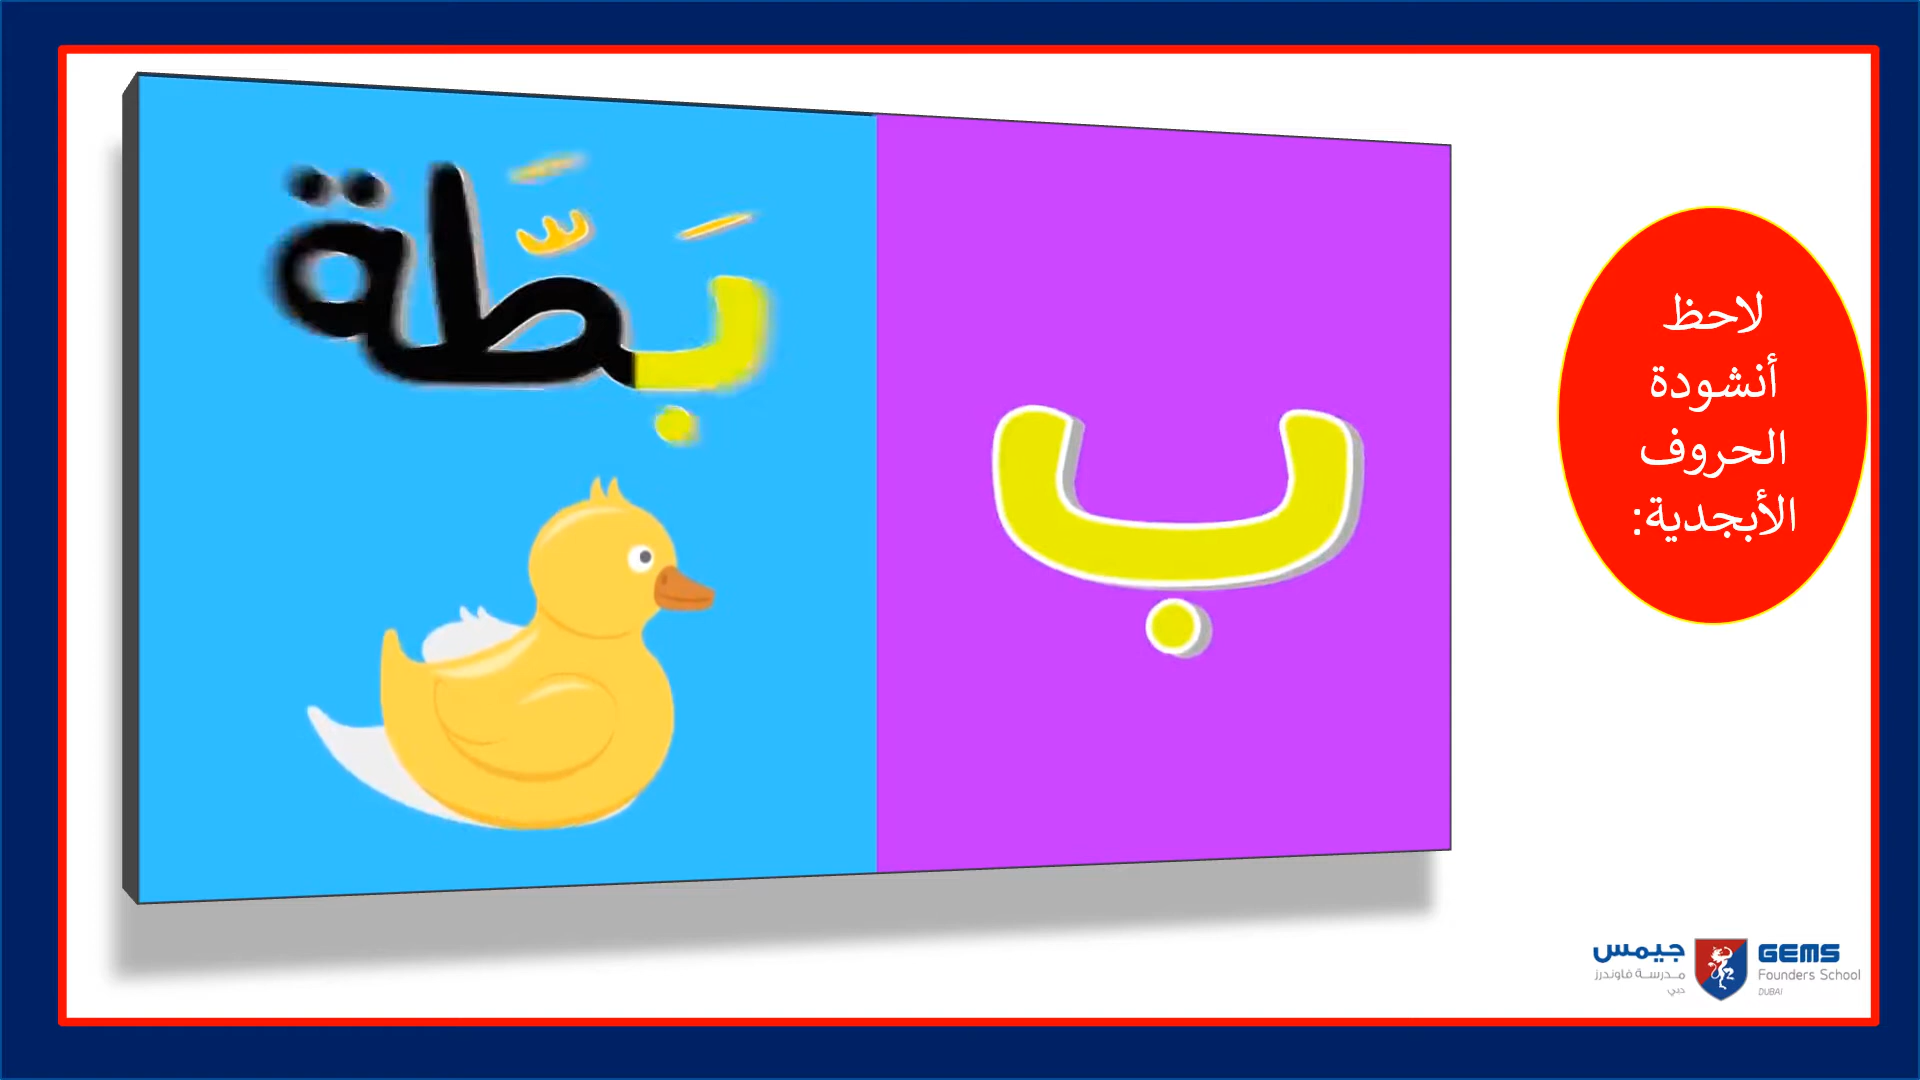 بَطَّة
ب
لاحظ
أنشودة
الحروف
الأبجدية:
جيمس
مدرسة فاوندرز
دبي
GEMS
Founders School
DUBAI